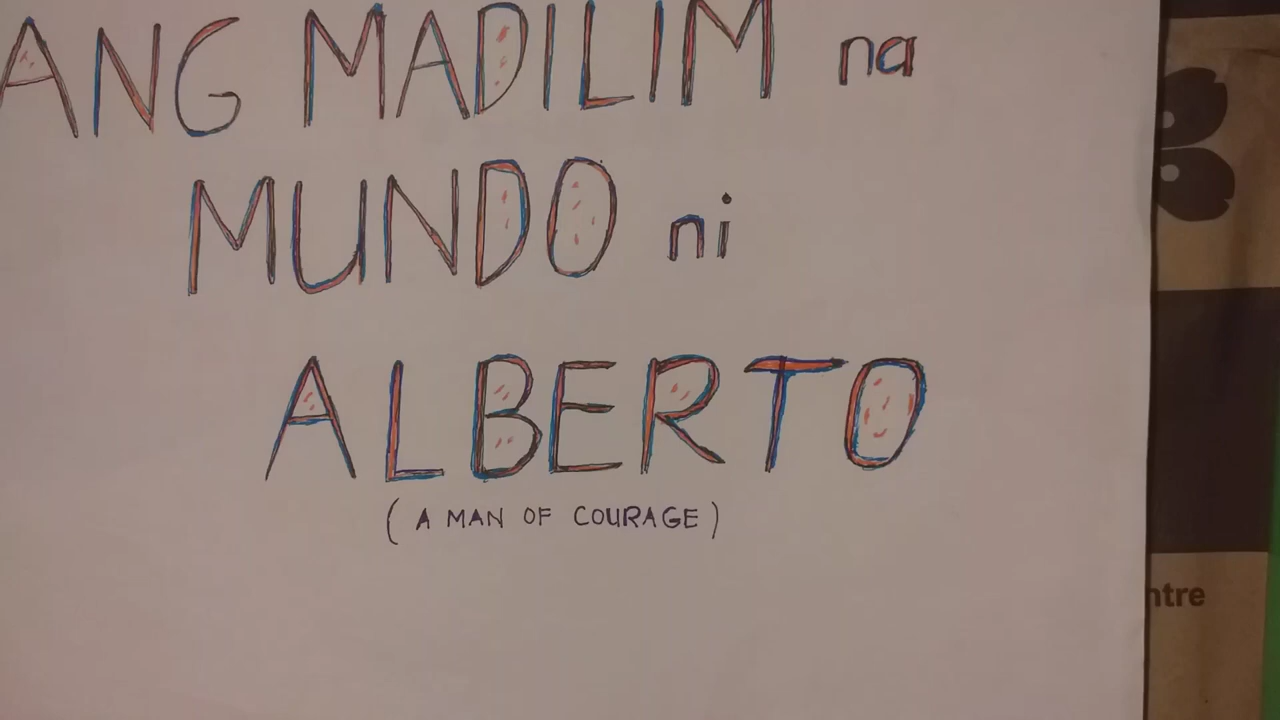 ANG MADILIM na
MUNDO ni
ALBERTO
( A MAN OF COURAGE )
ntre